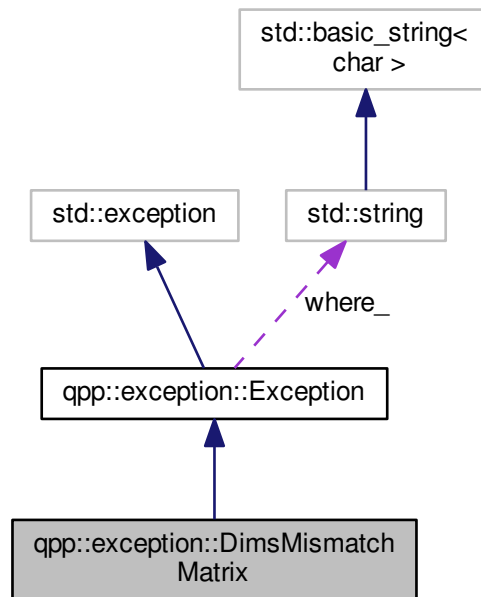 std::basic_string<
char >
std::exception
std::string
where_
qpp::exception::Exception
qpp::exception::DimsMismatch
Matrix